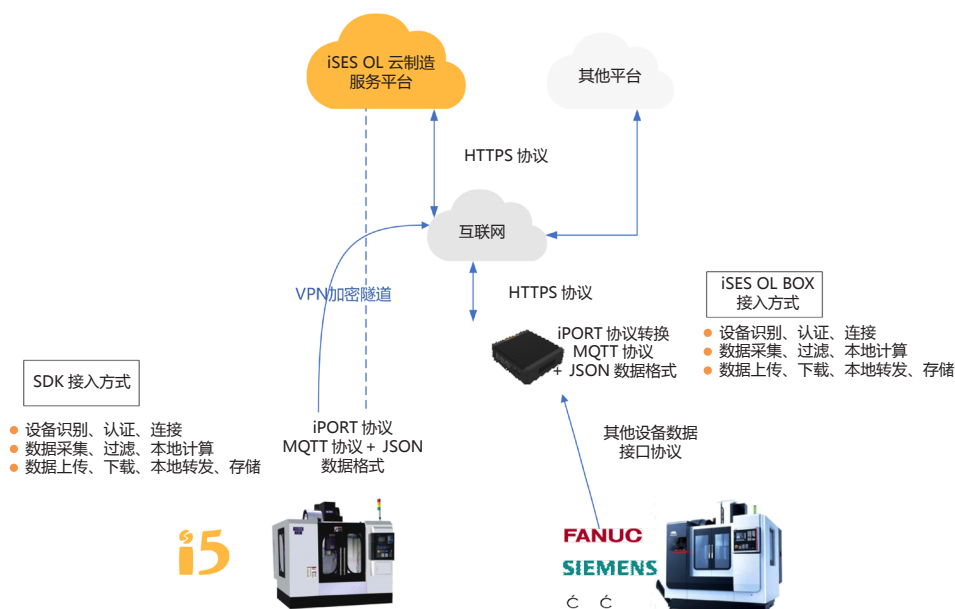 iSES OL 云制造
服务平台
其他平台
HTTPS 协议
互联网
VPN加密隧道
HTTPS 协议
iSES OL BOX
接入方式
设备识别、认证、连接
数据采集、过滤、本地计算
数据上传、下载、本地转发、存储
iPORT 协议转换
MQTT 协议
+ JSON 数据格式
SDK 接入方式
设备识别、认证、连接
数据采集、过滤、本地计算
数据上传、下载、本地转发、存储
iPORT 协议
MQTT 协议 + JSON
数据格式
其他设备数据
接口协议
i5
FANUC
SIEMENS
Ć Ć